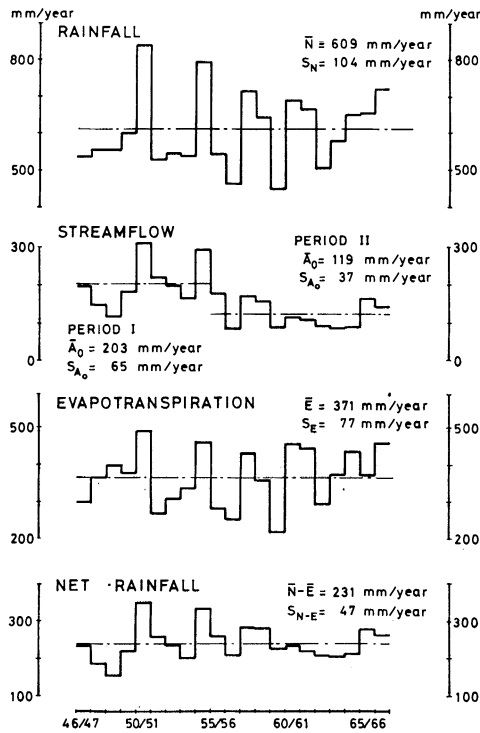 mm/year mm/year
RAINFALL
N̅ = 609 mm/year
S_N = 104 mm/year
800 800
500 500
STREAMFLOW
300 300
PERIOD II
A̅₀ = 119 mm/year
S_A₀ = 37 mm/year
PERIOD I
A̅₀ = 203 mm/year
S_A₀ = 65 mm/year
0 0
EVAPOTRANSPIRATION
E̅ = 371 mm/year
S_E = 77 mm/year
500 500
200 200
NET RAINFALL
N̅-E̅ = 231 mm/year
S_N-E = 47 mm/year
300 300
100 100
46/47 50/51 55/56 60/61 65/66